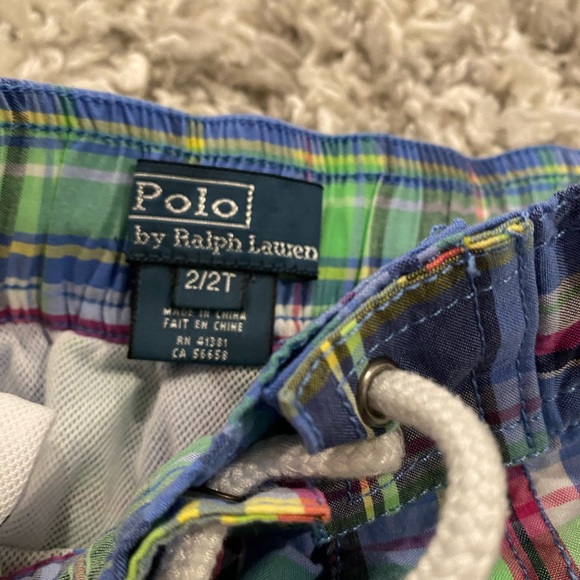 Polo
by Ralph Lauren
2/2T
MADE IN CHINA
FAIT EN CHINE
RN 41381
CA 56658